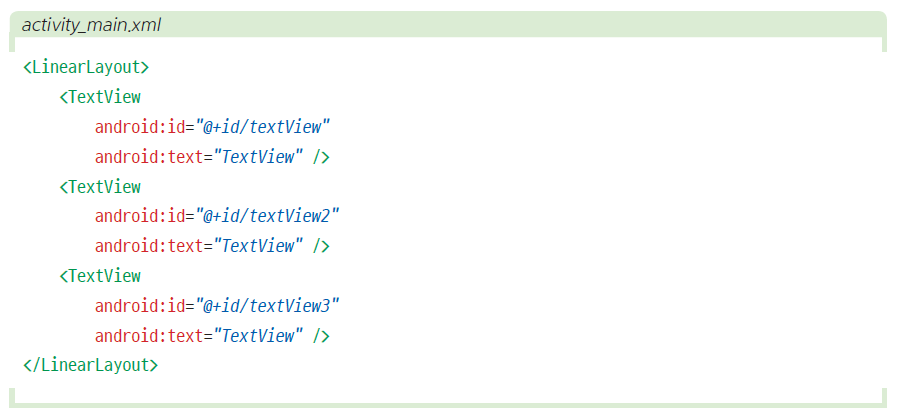 activity_main.xml
<LinearLayout>
    <TextView
        android:id="@+id/textView"
        android:text="TextView" />
    <TextView
        android:id="@+id/textView2"
        android:text="TextView" />
    <TextView
        android:id="@+id/textView3"
        android:text="TextView" />
</LinearLayout>